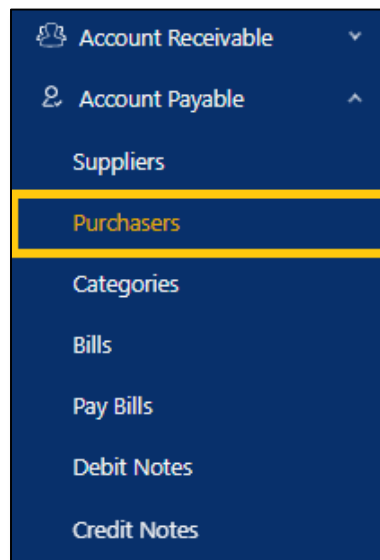 Account Receivable
Account Payable
Suppliers
Purchasers
Categories
Bills
Pay Bills
Debit Notes
Credit Notes